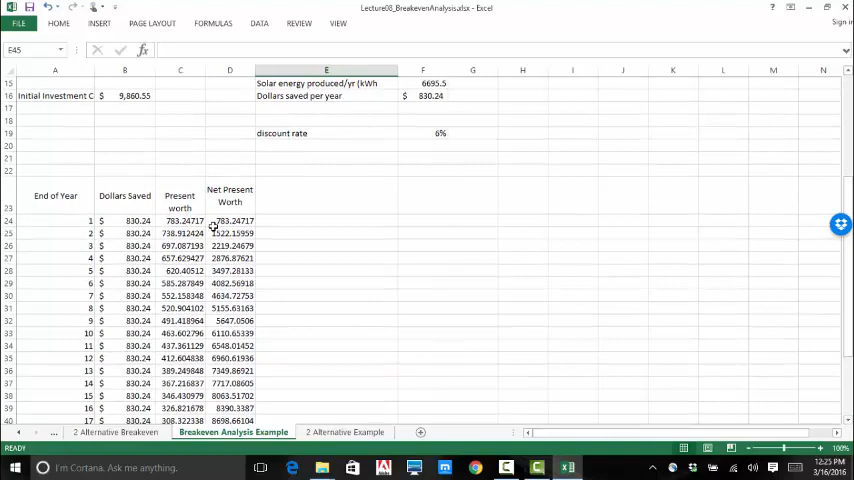 Lecture08_BreakevenAnalysis.xlsx - Excel
Sign in
FILE HOME INSERT PAGE LAYOUT FORMULAS DATA REVIEW VIEW
E45
A B C D E F G H I J K L M N
15 Solar energy produced/yr (kWh 6695.5
16 Initial Investment C $ 9,860.55 Dollars saved per year $ 830.24
17
18
19 discount rate 6%
20
21
22
23 End of Year Dollars Saved Present worth Net Present Worth
24 1 $ 830.24 783.24717 783.24717
25 2 $ 830.24 738.912424 1522.15959
26 3 $ 830.24 697.087193 2219.24679
27 4 $ 830.24 657.629427 2876.87621
28 5 $ 830.24 620.40512 3497.28133
29 6 $ 830.24 585.287849 4082.56918
30 7 $ 830.24 552.158348 4634.72753
31 8 $ 830.24 520.904102 5155.63163
32 9 $ 830.24 491.418964 5647.0506
33 10 $ 830.24 463.602796 6110.65339
34 11 $ 830.24 437.361129 6548.01452
35 12 $ 830.24 412.604838 6960.61936
36 13 $ 830.24 389.249848 7349.86921
37 14 $ 830.24 367.216837 7717.08605
38 15 $ 830.24 346.430979 8063.51702
39 16 $ 830.24 326.821678 8390.3387
40 17 $ 830.24 308.322338 8698.66104
... 2 Alternative Breakeven Breakeven Analysis Example 2 Alternative Example
READY 100%
I'm Cortana. Ask me anything.
12:25 PM
3/16/2016